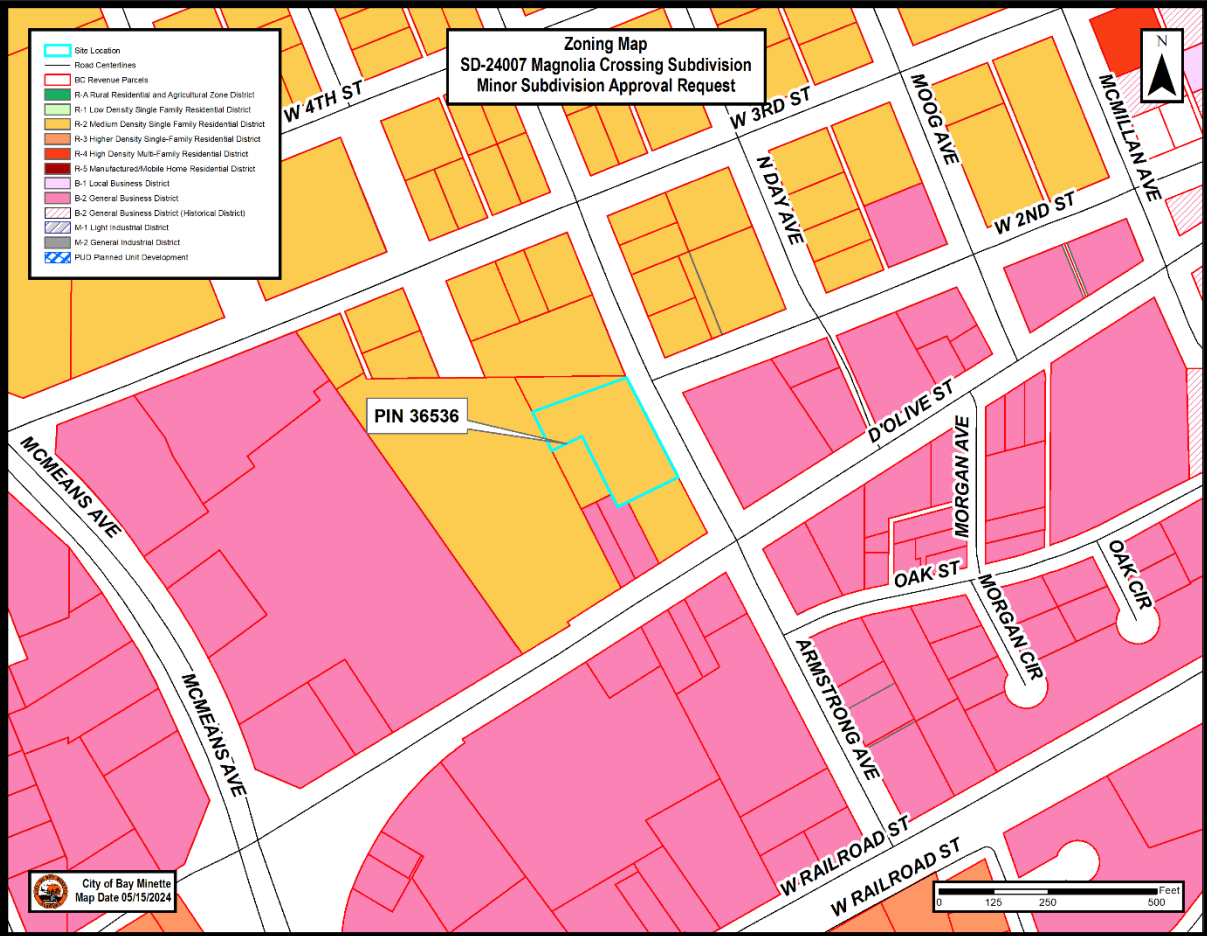 Zoning Map
SD-24007 Magnolia Crossing Subdivision
Minor Subdivision Approval Request
Site Location
Road Centerlines
BC Revenue Parcels
R-A Rural Residential and Agricultural Zone District
R-1 Low Density Single Family Residential District
R-2 Medium Density Single Family Residential District
R-3 Higher Density Single-Family Residential District
R-4 High Density Multi-Family Residential District
R-5 Manufactured/Mobile Home Residential District
B-1 Local Business District
B-2 General Business District
B-2 General Business District (Historical District)
M-1 Light Industrial District
M-2 General Industrial District
PUD Planned Unit Development
N
W 4TH ST
W 3RD ST
MOOG AVE
MCMILLAN AVE
N DAY AVE
W 2ND ST
PIN 36536
D'OLIVE ST
MORGAN AVE
MCMEANS AVE
OAK ST
OAK CIR
MORGAN CIR
ARMSTRONG AVE
MCMEANS AVE
W RAILROAD ST
W RAILROAD ST
City of Bay Minette
Map Date 05/15/2024
Feet
0 125 250 500